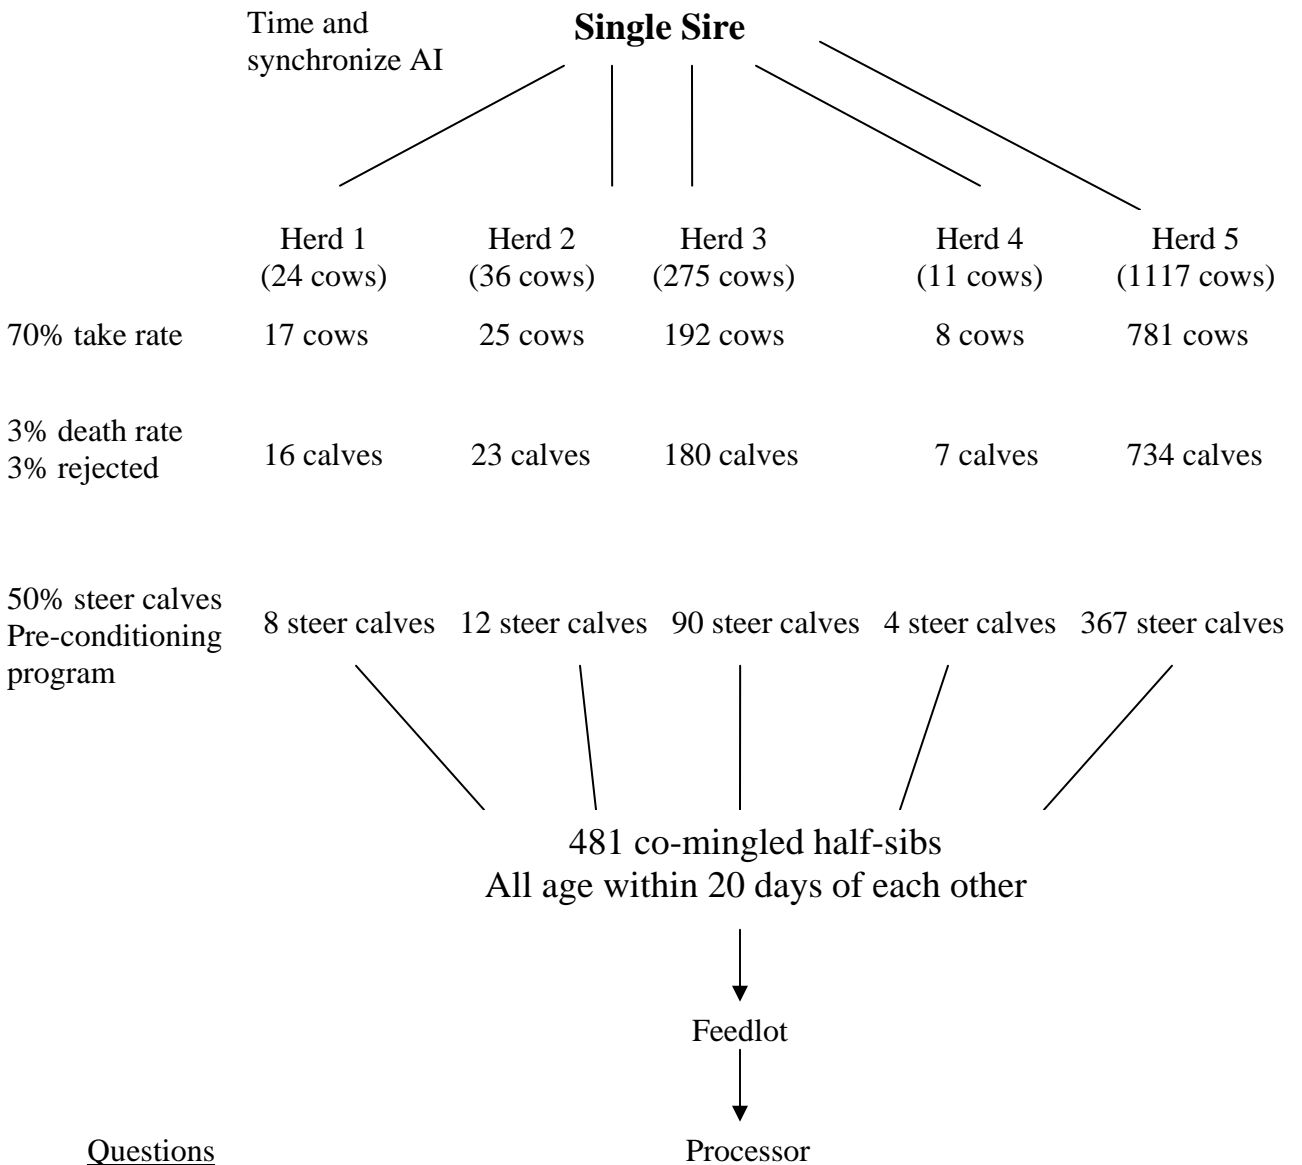 Time and
synchronize AI
Single Sire
Herd 1 Herd 2 Herd 3 Herd 4 Herd 5
(24 cows) (36 cows) (275 cows) (11 cows) (1117 cows)
70% take rate 17 cows 25 cows 192 cows 8 cows 781 cows
3% death rate
3% rejected
16 calves 23 calves 180 calves 7 calves 734 calves
50% steer calves
Pre-conditioning
program
8 steer calves 12 steer calves 90 steer calves 4 steer calves 367 steer calves
481 co-mingled half-sibs
All age within 20 days of each other
Feedlot
Questions Processor